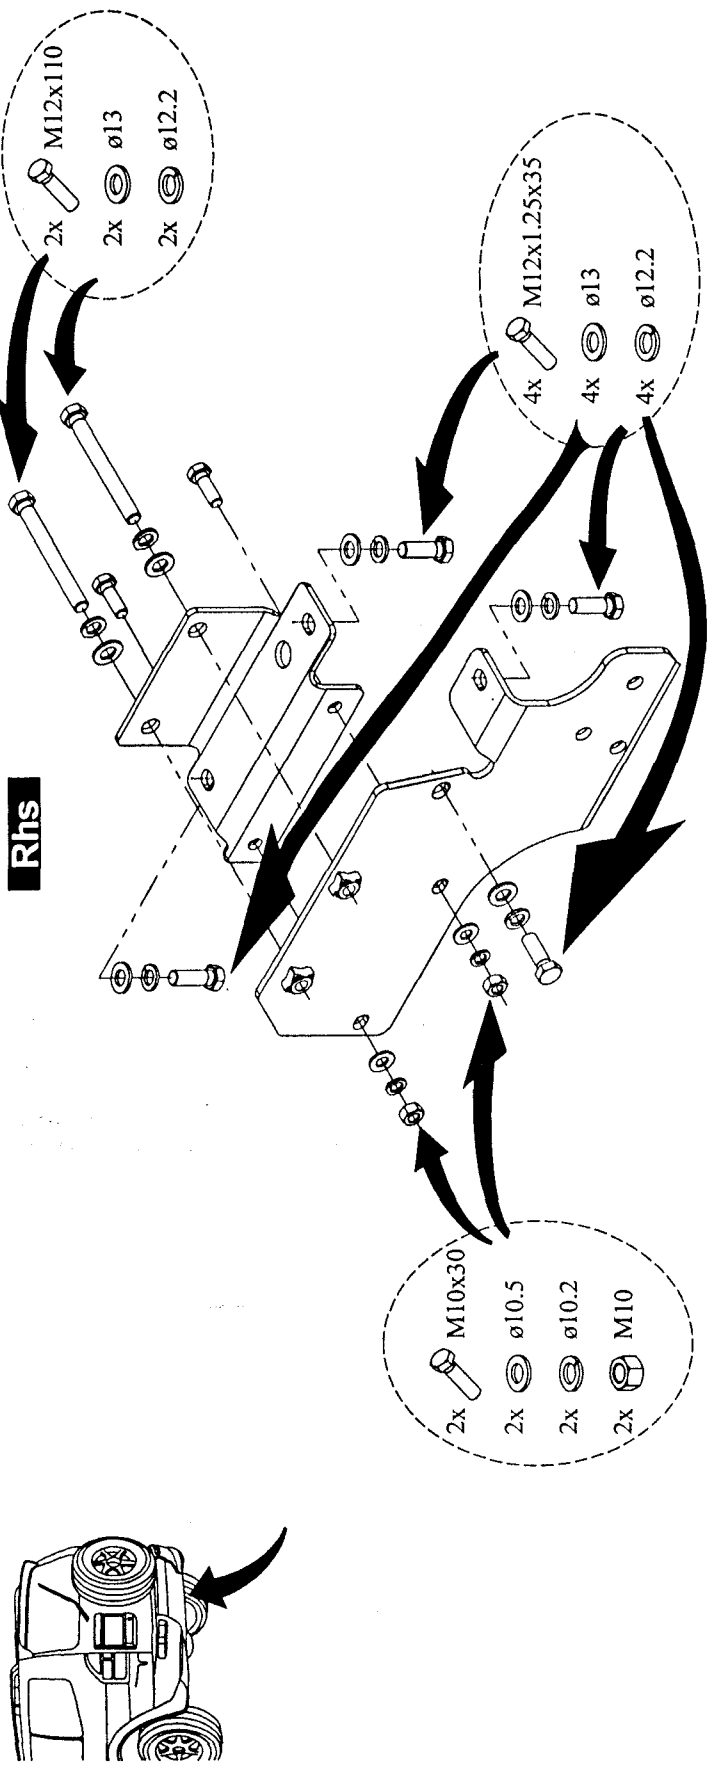 Rhs
2x M10x30
2x ø10.5
2x ø10.2
2x M10
4x M12x1.25x35
4x ø13
4x ø12.2
2x M12x110
2x ø13
2x ø12.2